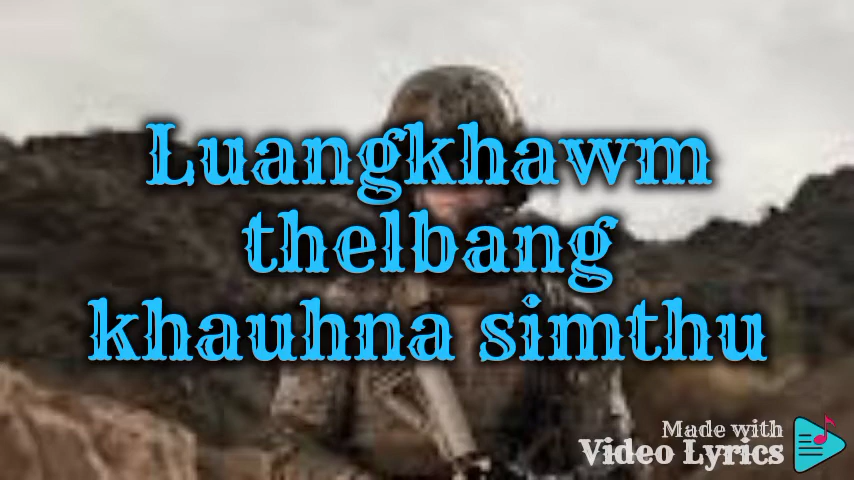 Luangkhawm
thelbang
khauhna simthu
Made with
Video Lyrics